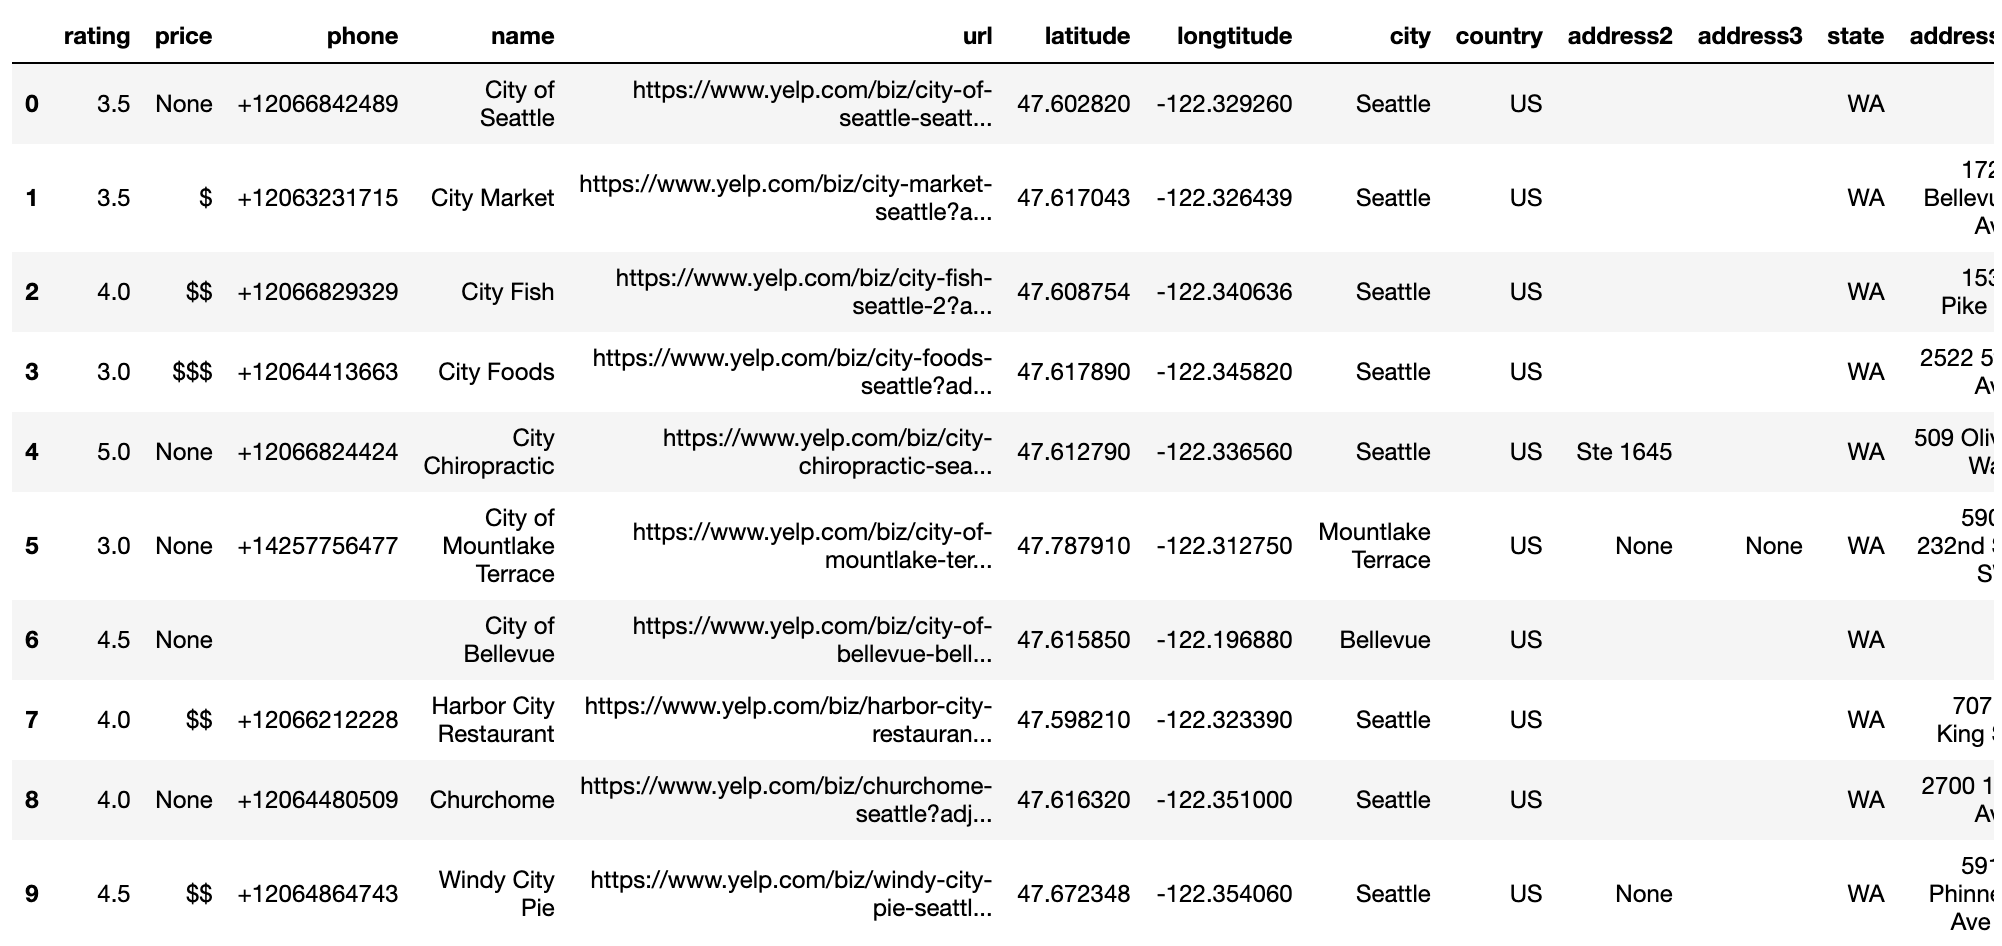 rating price phone name url latitude longtitude city country address2 address3 state address
0 3.5 None +12066842489 City of Seattle https://www.yelp.com/biz/city-of-seattle-seatt... 47.602820 -122.329260 Seattle US WA
1 3.5 $ +12063231715 City Market https://www.yelp.com/biz/city-market-seattle?a... 47.617043 -122.326439 Seattle US WA 172 Bellevu Av
2 4.0 $$ +12066829329 City Fish https://www.yelp.com/biz/city-fish-seattle-2?a... 47.608754 -122.340636 Seattle US WA 153 Pike
3 3.0 $$$ +12064413663 City Foods https://www.yelp.com/biz/city-foods-seattle?ad... 47.617890 -122.345820 Seattle US WA 2522 5 Av
4 5.0 None +12066824424 City Chiropractic https://www.yelp.com/biz/city-chiropractic-sea... 47.612790 -122.336560 Seattle US Ste 1645 WA 509 Oliv Wa
5 3.0 None +14257756477 City of Mountlake Terrace https://www.yelp.com/biz/city-of-mountlake-ter... 47.787910 -122.312750 Mountlake Terrace US None None WA 590 232nd S SW
6 4.5 None City of Bellevue https://www.yelp.com/biz/city-of-bellevue-bell... 47.615850 -122.196880 Bellevue US WA
7 4.0 $$ +12066212228 Harbor City Restaurant https://www.yelp.com/biz/harbor-city-restauran... 47.598210 -122.323390 Seattle US WA 707 King S
8 4.0 None +12064480509 Churchome https://www.yelp.com/biz/churchome-seattle?adj... 47.616320 -122.351000 Seattle US WA 2700 1 Av
9 4.5 $$ +12064864743 Windy City Pie https://www.yelp.com/biz/windy-city-pie-seattl... 47.672348 -122.354060 Seattle US None WA 591 Phinne Ave